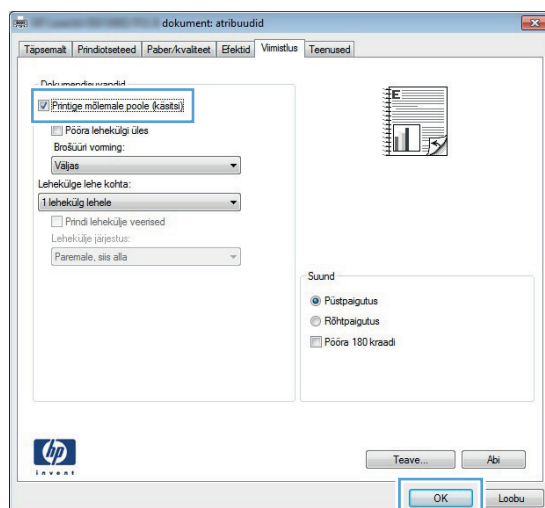 dokument: atribuudid
Täpsemalt Prindiotseteed Paber/kvaliteet Efektid Viimistlus Teenused
Dokumendisuvandid
Printige mõlemale poole (käsitsi)
Pööra lehekülgi üles
Brošüüri vorming:
Väljas
Lehekülge lehe kohta:
1 lehekülg lehele
Prindi lehekülje veerised
Lehekülje järjestus:
Paremale, siis alla
E
Suund
Püstpaigutus
Rõhtpaigutus
Pööra 180 kraadi
hp
invent
Teave... Abi
OK Loobu